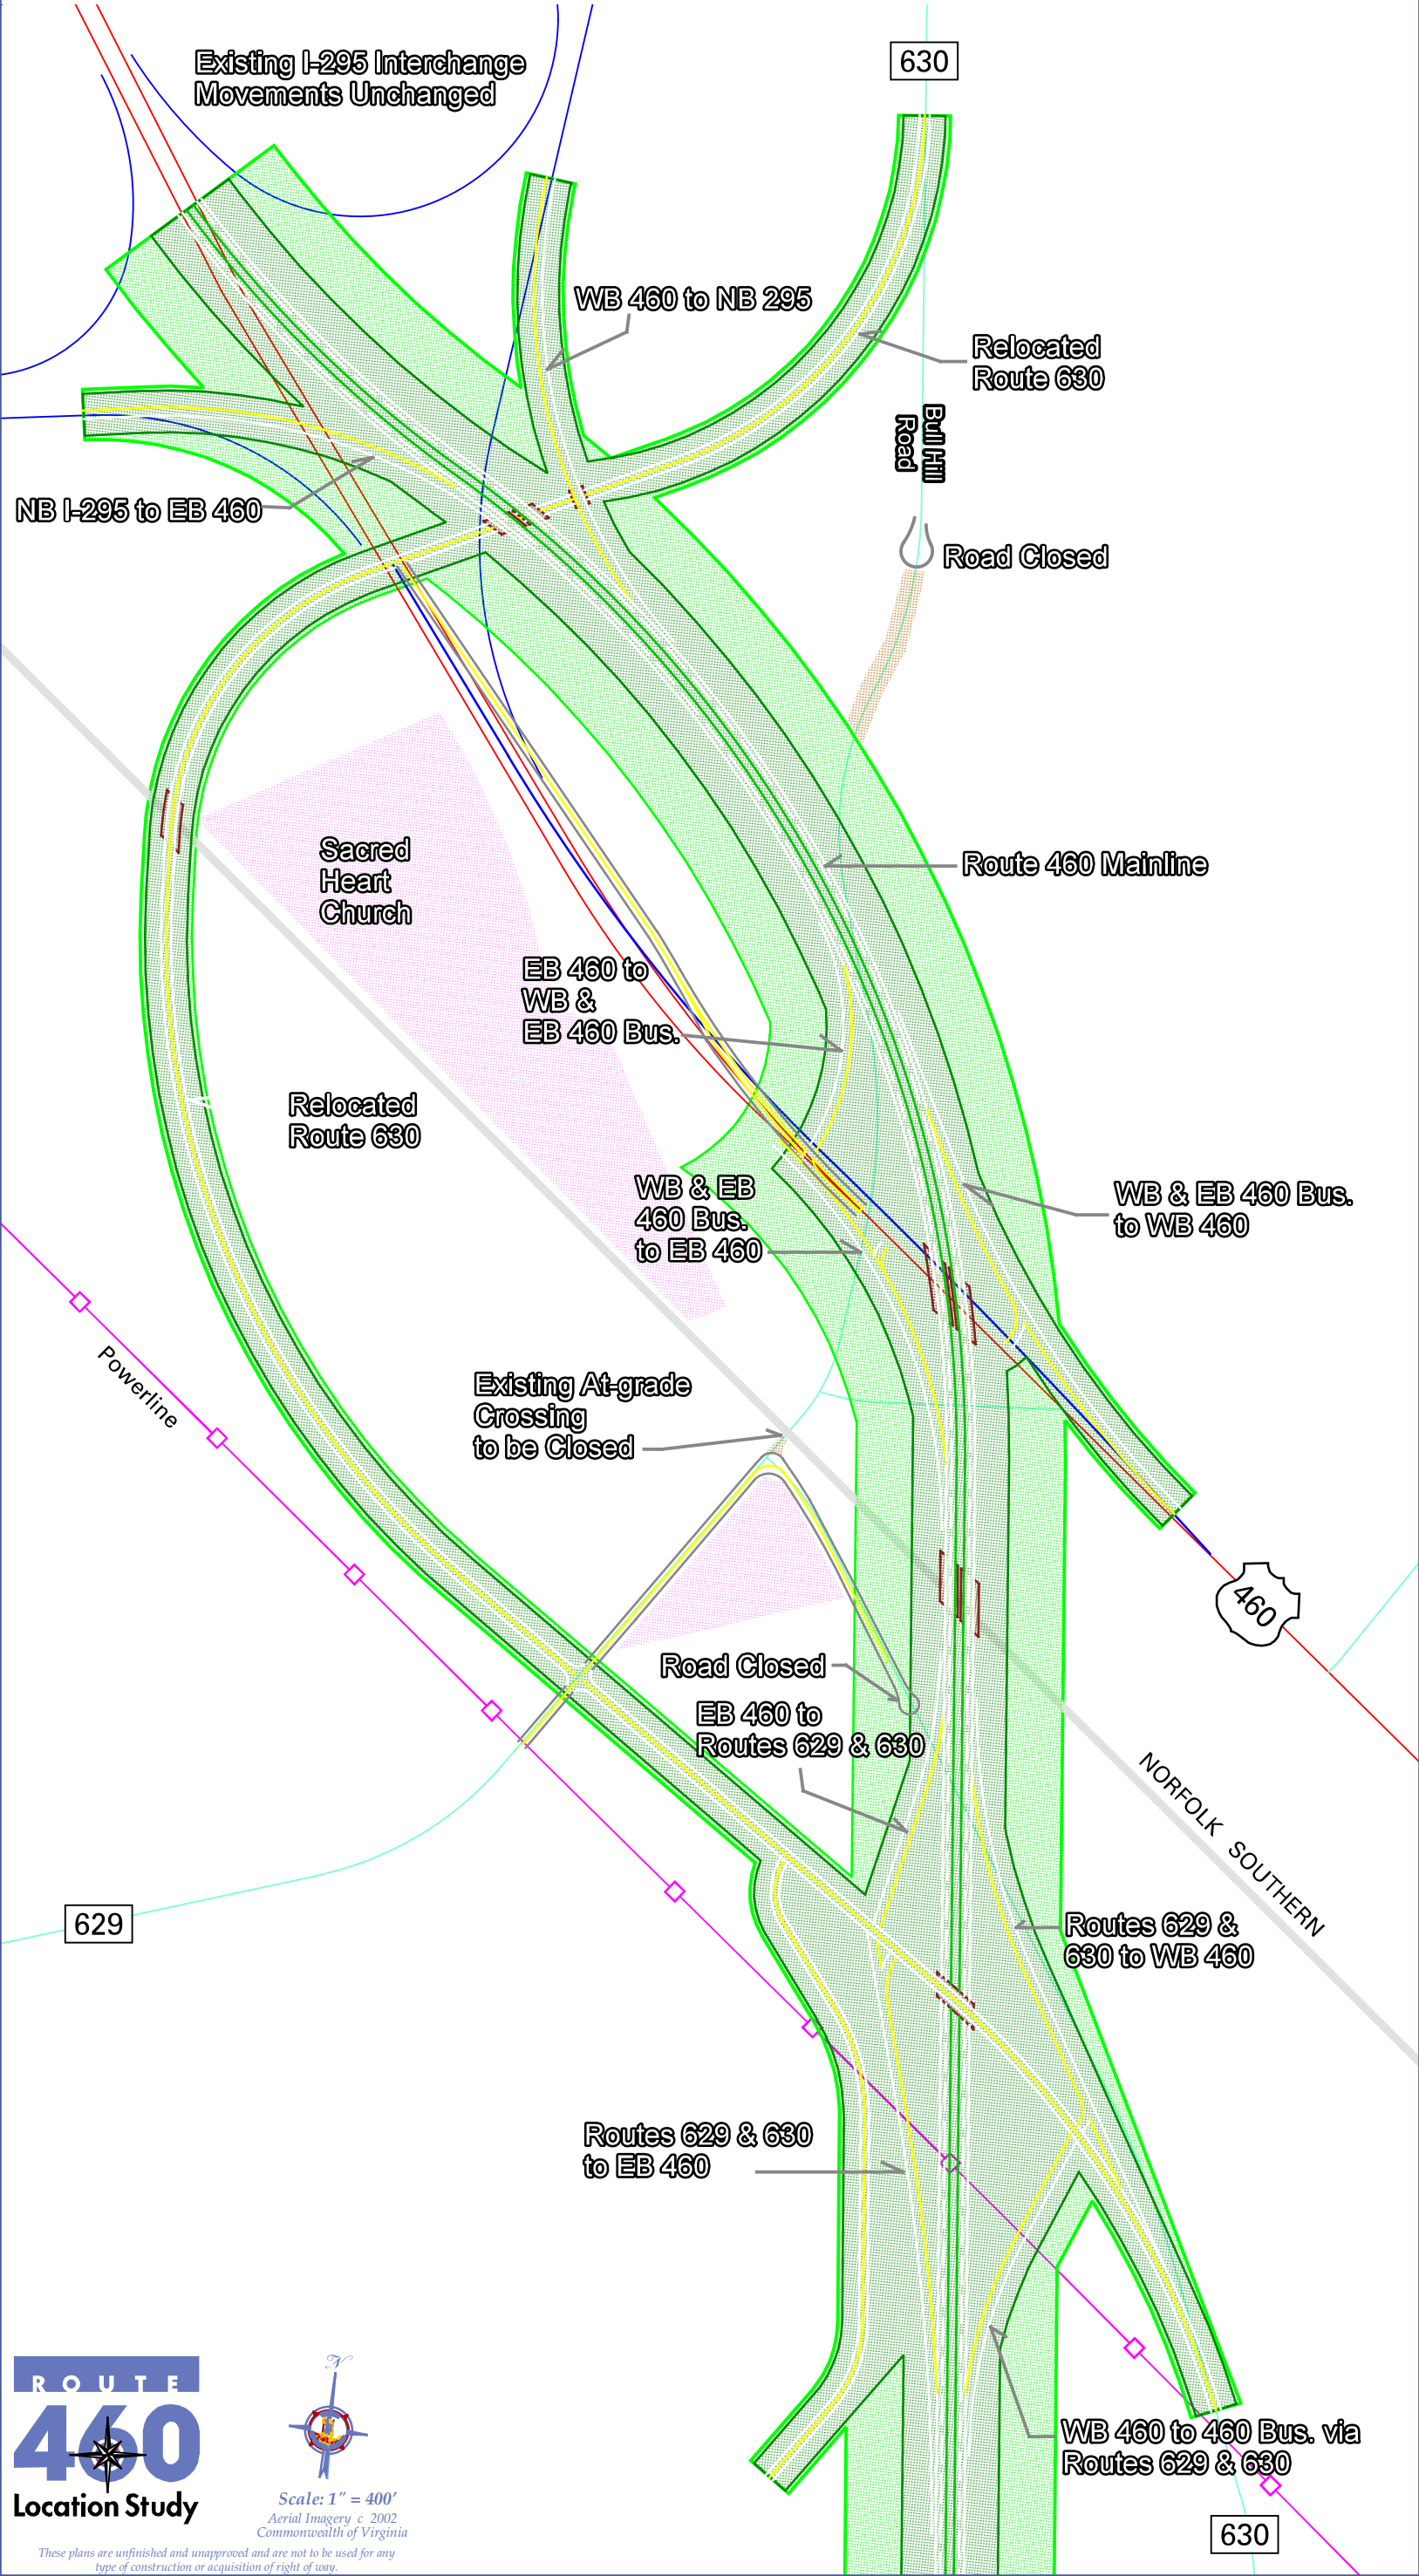 Existing I-295 Interchange
Movements Unchanged
630
WB 460 to NB 295
Relocated
Route 630
Bull Hill
Road
NB I-295 to EB 460
Road Closed
Sacred
Heart
Church
Route 460 Mainline
EB 460 to
WB &
EB 460 Bus.
Relocated
Route 630
WB & EB
460 Bus.
to EB 460
WB & EB 460 Bus.
to WB 460
Powerline
Existing At-grade
Crossing
to be Closed
460
Road Closed
EB 460 to
Routes 629 & 630
NORFOLK SOUTHERN
629
Routes 629 &
630 to WB 460
Routes 629 & 630
to EB 460
WB 460 to 460 Bus. via
Routes 629 & 630
630
ROUTE
460
Location Study
N
Scale: 1" = 400'
Aerial Imagery c 2002
Commonwealth of Virginia
These plans are unfinished and unapproved and are not to be used for any
type of construction or acquisition of right of way.